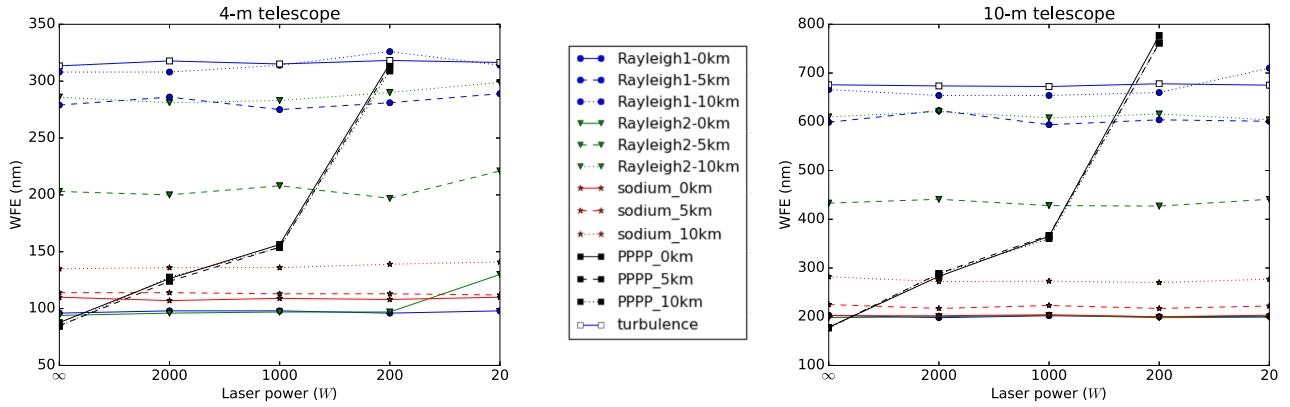 4-m telescope
WFE (nm)
350
300
250
200
150
100
50
∞ 2000 1000 200 20
Laser power (W)
Rayleigh1-0km
Rayleigh1-5km
Rayleigh1-10km
Rayleigh2-0km
Rayleigh2-5km
Rayleigh2-10km
sodium_0km
sodium_5km
sodium_10km
PPPP_0km
PPPP_5km
PPPP_10km
turbulence
10-m telescope
WFE (nm)
800
700
600
500
400
300
200
100
∞ 2000 1000 200 20
Laser power (W)